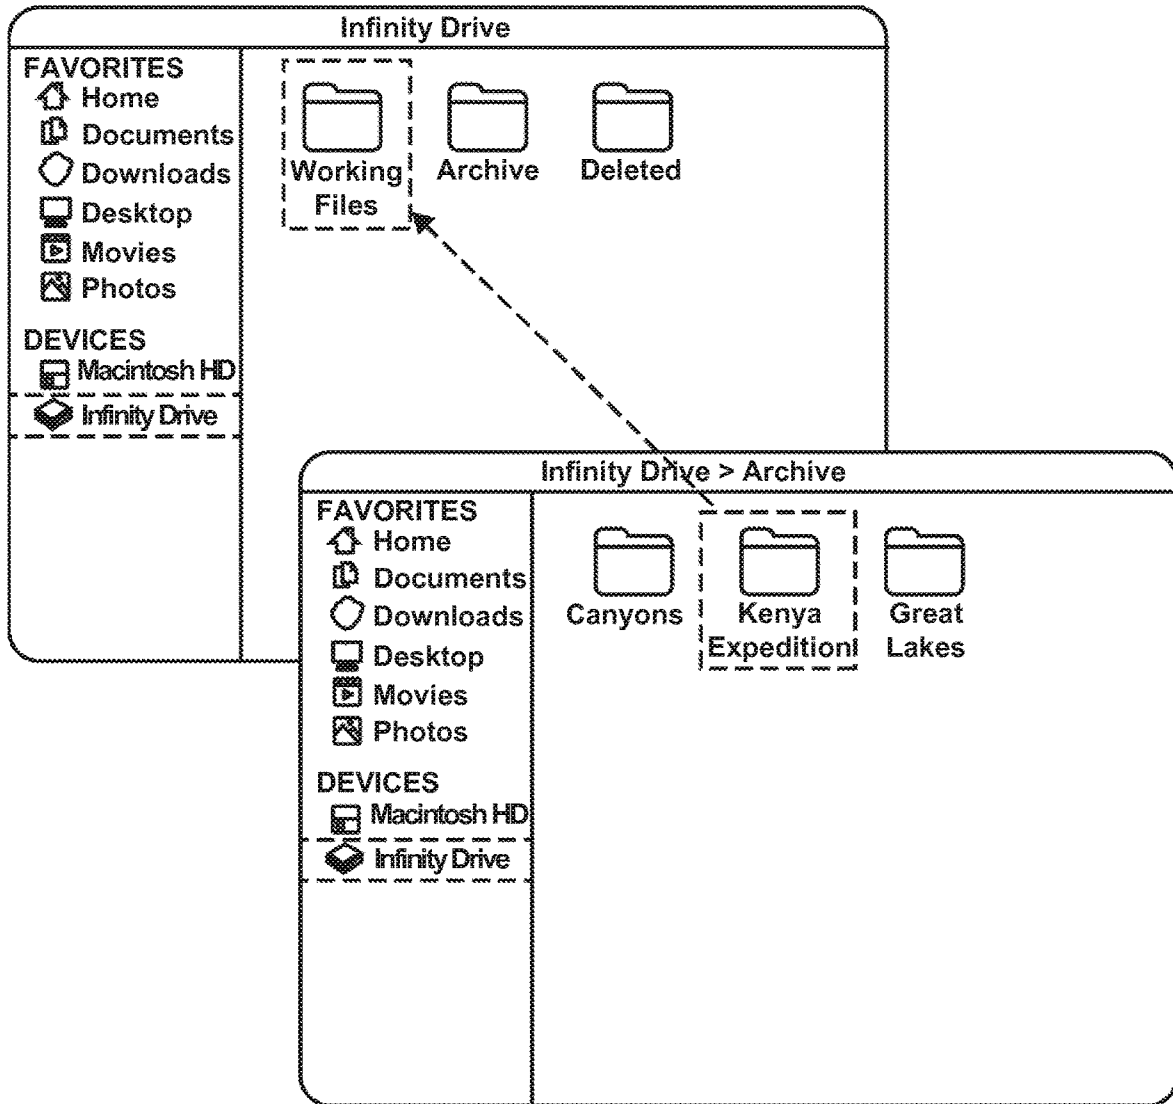 Infinity Drive
FAVORITES
Home
Documents
Downloads
Desktop
Movies
Photos
DEVICES
Macintosh HD
Infinity Drive
Working
Files
Archive
Deleted
Infinity Drive > Archive
FAVORITES
Home
Documents
Downloads
Desktop
Movies
Photos
DEVICES
Macintosh HD
Infinity Drive
Canyons
Kenya
Expedition
Great
Lakes